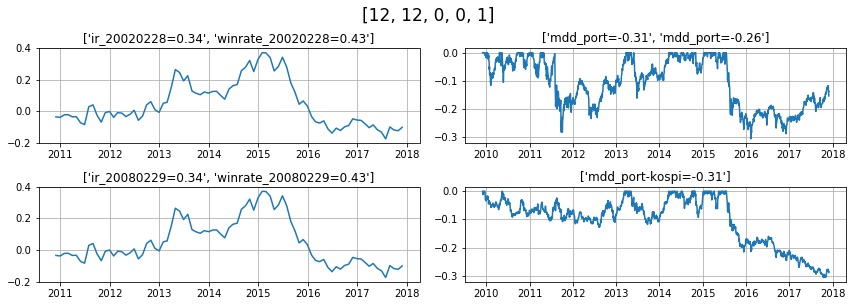 [12, 12, 0, 0, 1]
['ir_20020228=0.34', 'winrate_20020228=0.43']
0.4
0.2
0.0
-0.2
2011 2012 2013 2014 2015 2016 2017 2018
['mdd_port=-0.31', 'mdd_port=-0.26']
0.0
-0.1
-0.2
-0.3
2010 2011 2012 2013 2014 2015 2016 2017 2018
['ir_20080229=0.34', 'winrate_20080229=0.43']
0.4
0.2
0.0
-0.2
2011 2012 2013 2014 2015 2016 2017 2018
['mdd_port-kospi=-0.31']
0.0
-0.1
-0.2
-0.3
2010 2011 2012 2013 2014 2015 2016 2017 2018